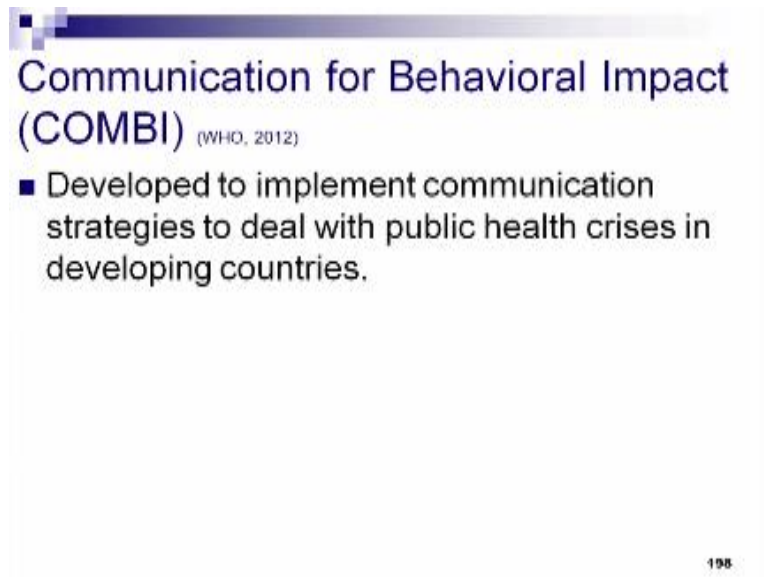 Communication for Behavioral Impact
(COMBI) (WHO, 2012)
Developed to implement communication
strategies to deal with public health crises in
developing countries.
198